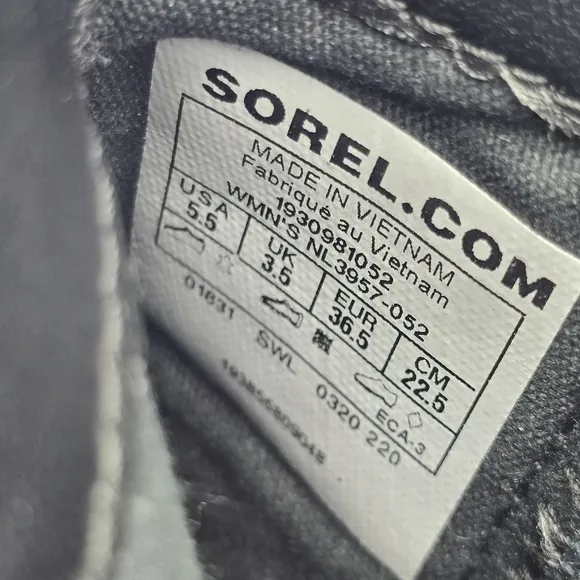 SOREL.COM
MADE IN VIETNAM
Fabriqué au Vietnam
1930981052
WMN'S NL3957-052
USA UK EUR CM
5.5 3.5 36.5 22.5
01831 SWL 0320 220 ECA-3
193855809048